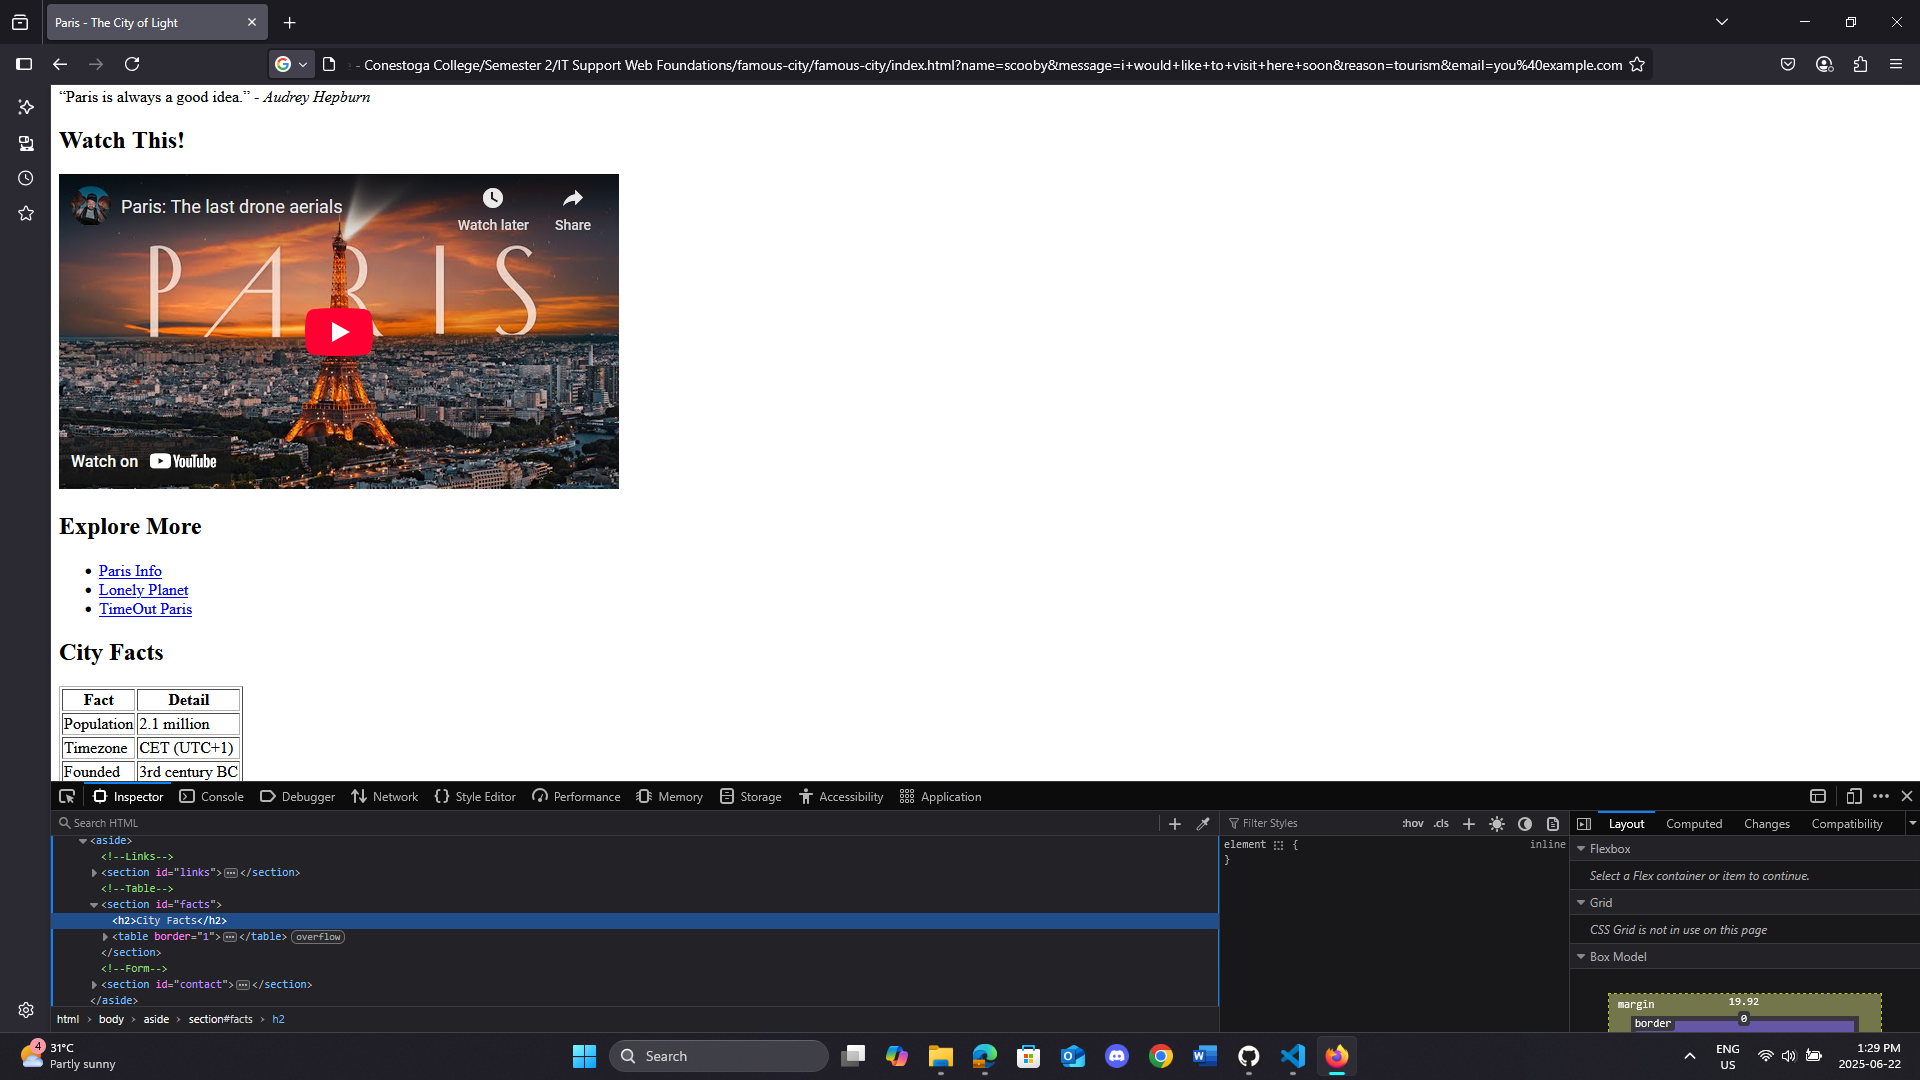 Paris - The City of Light
- Conestoga College/Semester 2/IT Support Web Foundations/famous-city/famous-city/index.html?name=scooby&message=i+would+like+to+visit+here+soon&reason=tourism&email=you%40example.com
“Paris is always a good idea.” - Audrey Hepburn
Watch This!
Paris: The last drone aerials
Watch later
Share
PARIS
Watch on YouTube
Explore More
• Paris Info
• Lonely Planet
• TimeOut Paris
City Facts
Fact Detail
Population 2.1 million
Timezone CET (UTC+1)
Founded 3rd century BC
Inspector Console Debugger Network Style Editor Performance Memory Storage Accessibility Application
Search HTML
Filter Styles
:hov .cls
Layout Computed Changes Compatibility
<aside>
<!--Links-->
<section id="links"></section>
<!--Table-->
<section id="facts">
<h2>City Facts</h2>
<table border="1"></table> overflow
</section>
<!--Form-->
<section id="contact"></section>
</aside>
html > body > aside > section#facts > h2
element { inline
}
Flexbox
Select a Flex container or item to continue.
Grid
CSS Grid is not in use on this page
Box Model
margin 19.92
border 0
4
31°C
Partly sunny
Search
ENG
US
1:29 PM
2025-06-22